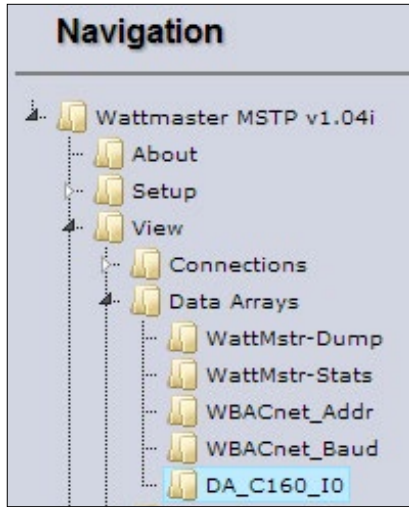 Navigation
Wattmaster MSTP v1.04i
About
Setup
View
Connections
Data Arrays
WattMstr-Dump
WattMstr-Stats
WBACnet_Addr
WBACnet_Baud
DA_C160_I0